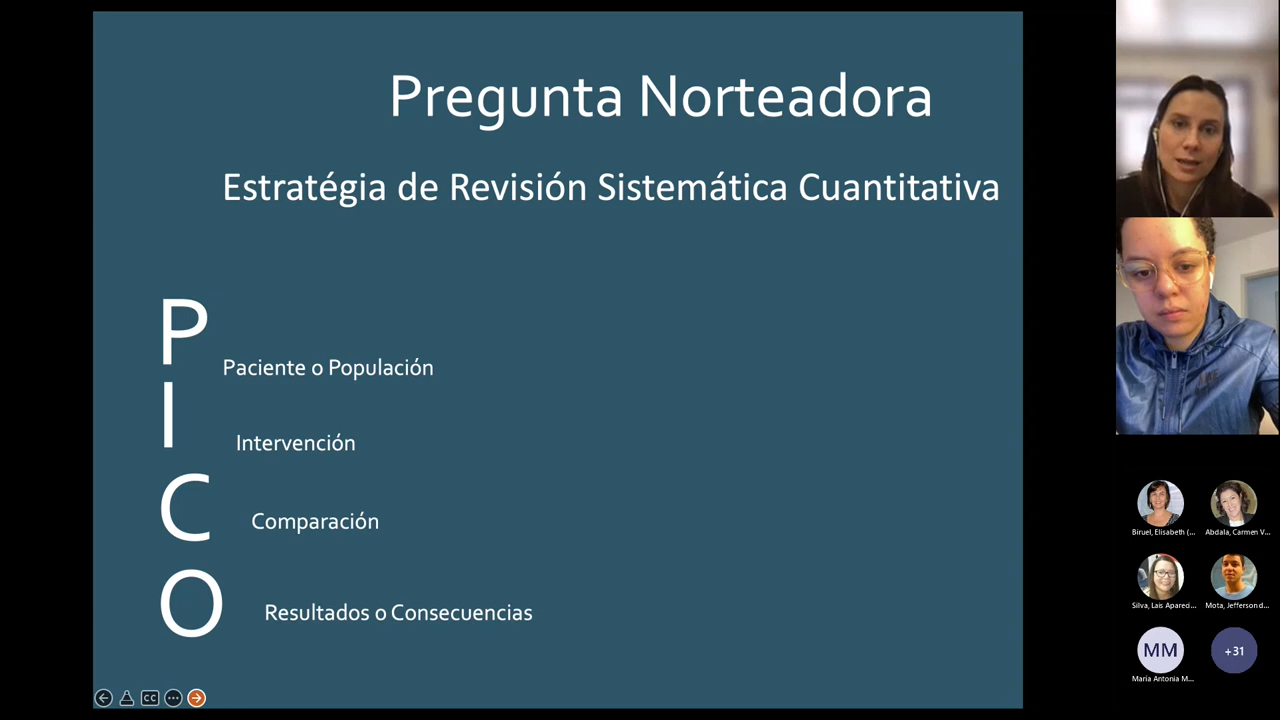 Pregunta Norteadora
Estratégia de Revisión Sistemática Cuantitativa
P
Paciente o Población
I
Intervención
C
Comparación
O
Resultados o Consecuencias
CC
Biruel, Elisabeth (...
Abdala, Carmen V...
Silva, Lais Apared...
Mota, Jefferson d...
MM
+31
María Antonia M...